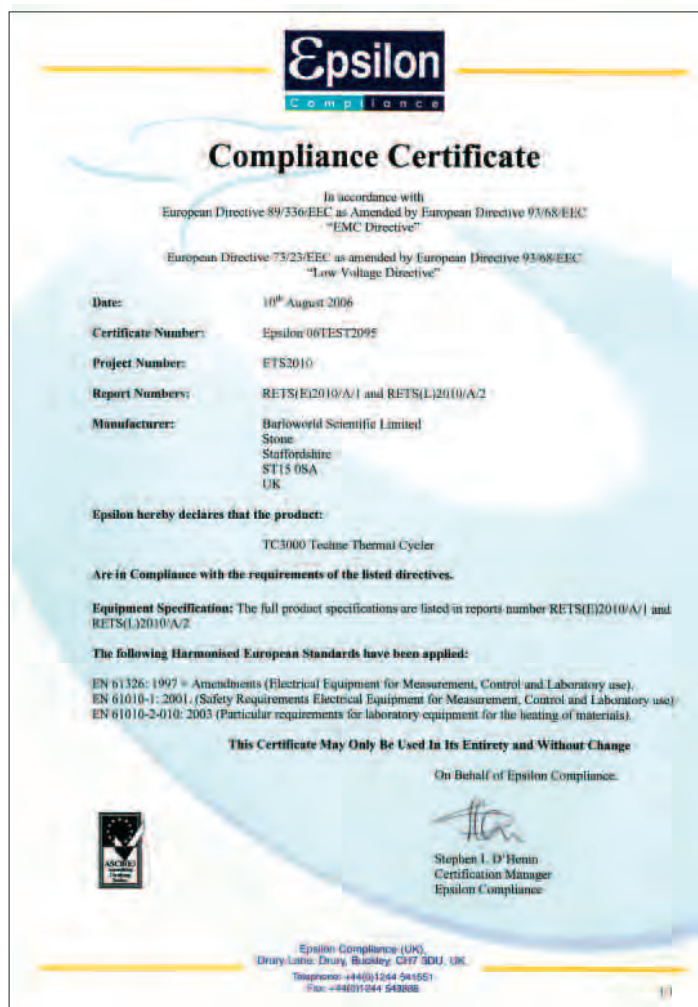 Epsilon
Compliance
Compliance Certificate
In accordance with
European Directive 89/336/EEC as Amended by European Directive 93/68/EEC
"EMC Directive"
European Directive 73/23/EEC as amended by European Directive 93/68/EEC
"Low Voltage Directive"
Date: 10th August 2006
Certificate Number: Epsilon 06TEST2095
Project Number: ETS2010
Report Numbers: RETS(E)2010/A/1 and RETS(L)2010/A/2
Manufacturer: Barloworld Scientific Limited
Stone
Staffordshire
ST15 0SA
UK
Epsilon hereby declares that the product:
TC3000 Techne Thermal Cycler
Are in Compliance with the requirements of the listed directives.
Equipment Specification: The full product specifications are listed in reports number RETS(E)2010/A/1 and
RETS(L)2010/A/2
The following Harmonised European Standards have been applied:
EN 61326: 1997 + Amendments (Electrical Equipment for Measurement, Control and Laboratory use).
EN 61010-1: 2001. (Safety Requirements Electrical Equipment for Measurement, Control and Laboratory use)
EN 61010-2-010: 2003 (Particular requirements for laboratory equipment for the heating of materials).
This Certificate May Only Be Used In Its Entirety and Without Change
On Behalf of Epsilon Compliance.
Stephen I. D'Henin
Certification Manager
Epsilon Compliance
Epsilon Compliance (UK),
Drury Lane, Drury, Buckley, CH7 3DU, UK.
Telephone: +44(0)1244 541551
Fax: +44(0)1244